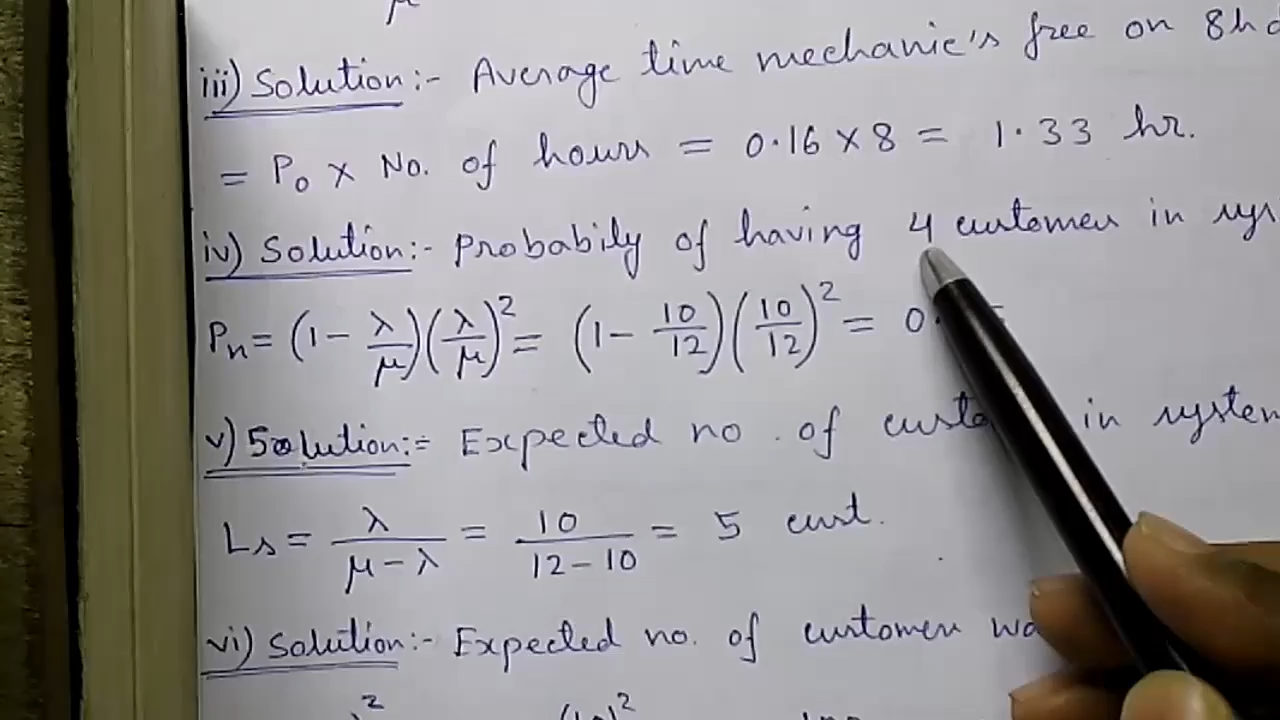 μ
iii) Solution:- Average time mechanic's free on 8h
= P₀ × No. of hours = 0.16 × 8 = 1.33 hr.
iv) Solution:- Probabily of having 4 customer in sys
Pn = (1 - λ/μ)(λ/μ)² = (1 - 10/12)(10/12)² = 0.
v) Solution:= Expected no. of custo in system
Ls = λ/(μ - λ) = 10/(12 - 10) = 5 cust.
vi) Solution:- Expected no. of customer